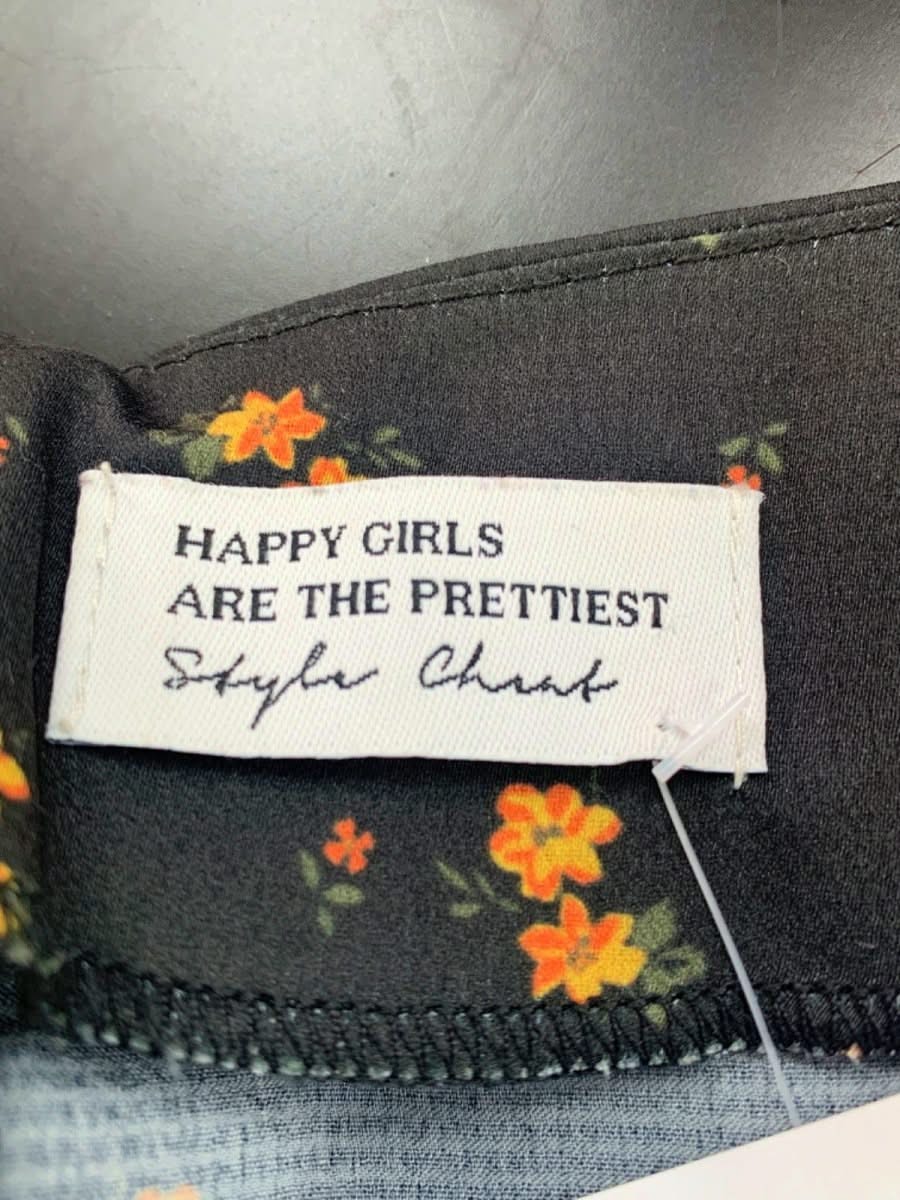 HAPPY GIRLS
ARE THE PRETTIEST
Style Cheat